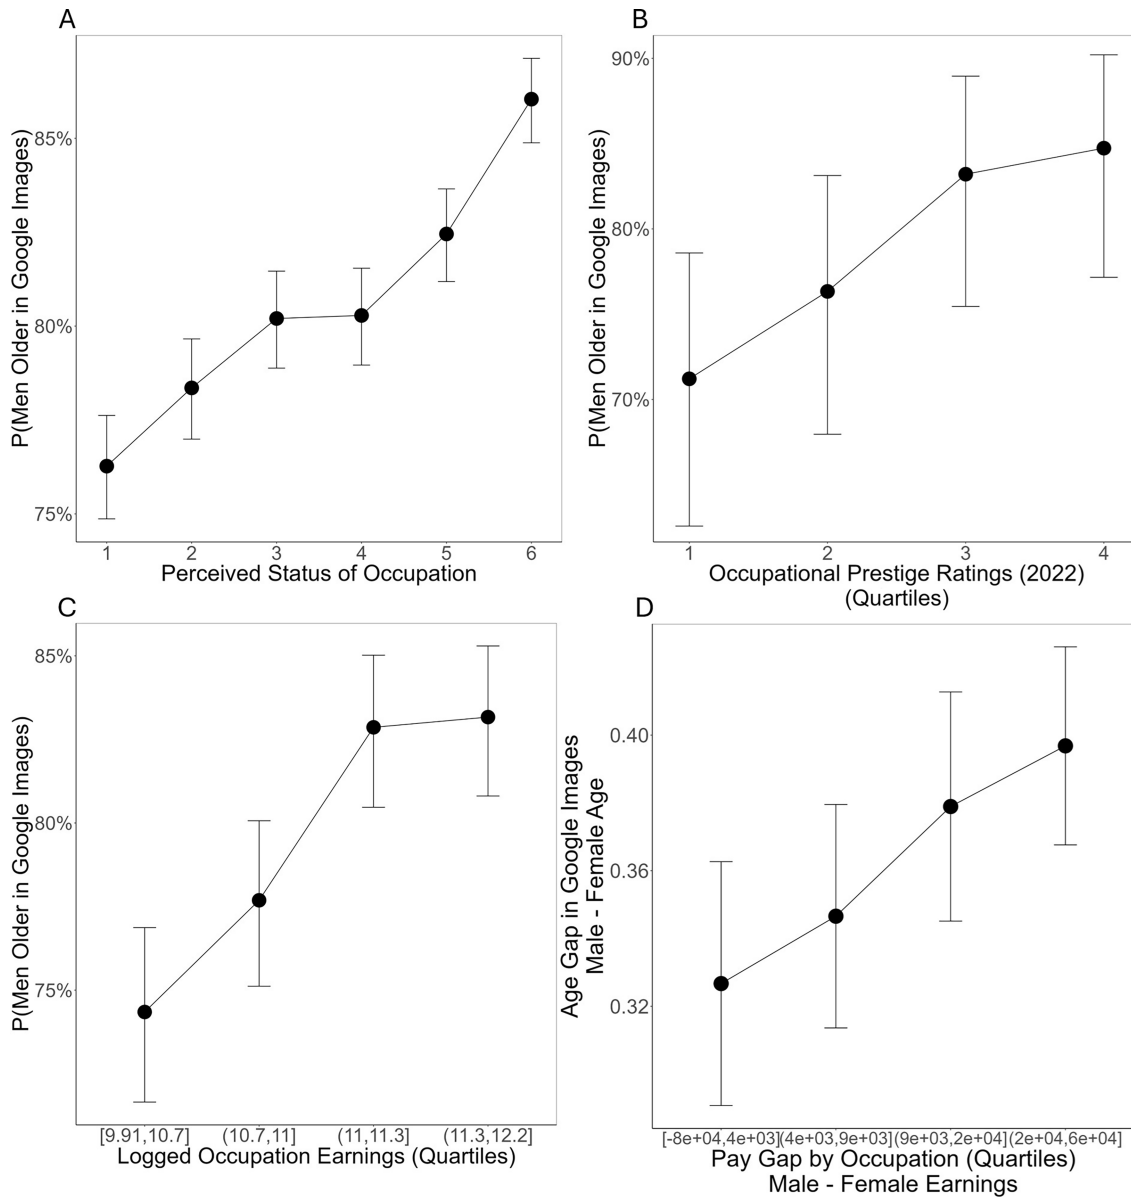 A
P(Men Older in Google Images)
85%
80%
75%
1 2 3 4 5 6
Perceived Status of Occupation
B
P(Men Older in Google Images)
90%
80%
70%
1 2 3 4
Occupational Prestige Ratings (2022)
(Quartiles)
C
P(Men Older in Google Images)
85%
80%
75%
[9.91,10.7] (10.7,11] (11,11.3] (11.3,12.2]
Logged Occupation Earnings (Quartiles)
D
Age Gap in Google Images
Male - Female Age
0.40
0.36
0.32
[-8e+04,4e+03] (4e+03,9e+03] (9e+03,2e+04] (2e+04,6e+04]
Pay Gap by Occupation (Quartiles)
Male - Female Earnings